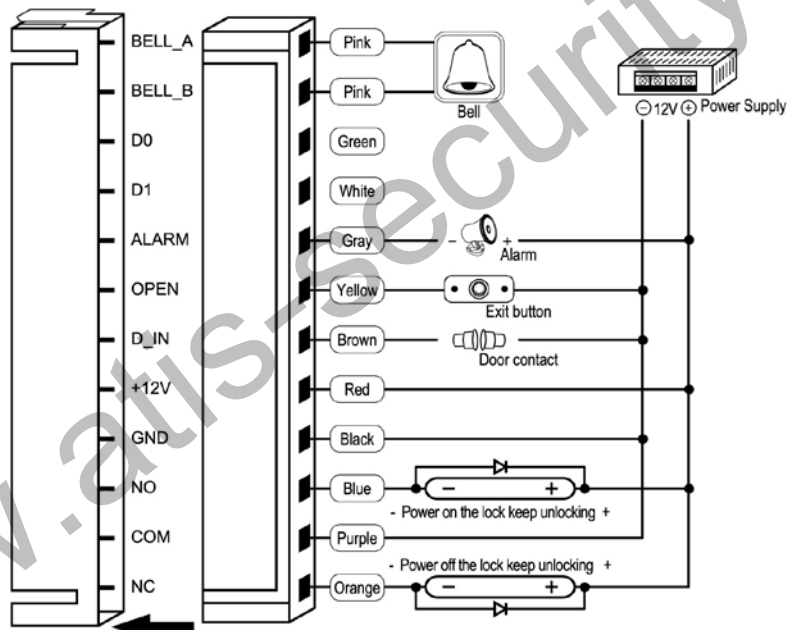 BELL_A Pink
BELL_B Pink
Bell
⊖12V⊕ Power Supply
D0 Green
D1 White
ALARM Gray - +
Alarm
OPEN Yellow
Exit button
D_IN Brown
Door contact
+12V Red
GND Black
NO Blue − +
- Power on the lock keep unlocking +
COM Purple
- Power off the lock keep unlocking +
NC Orange − +
w.atis-security